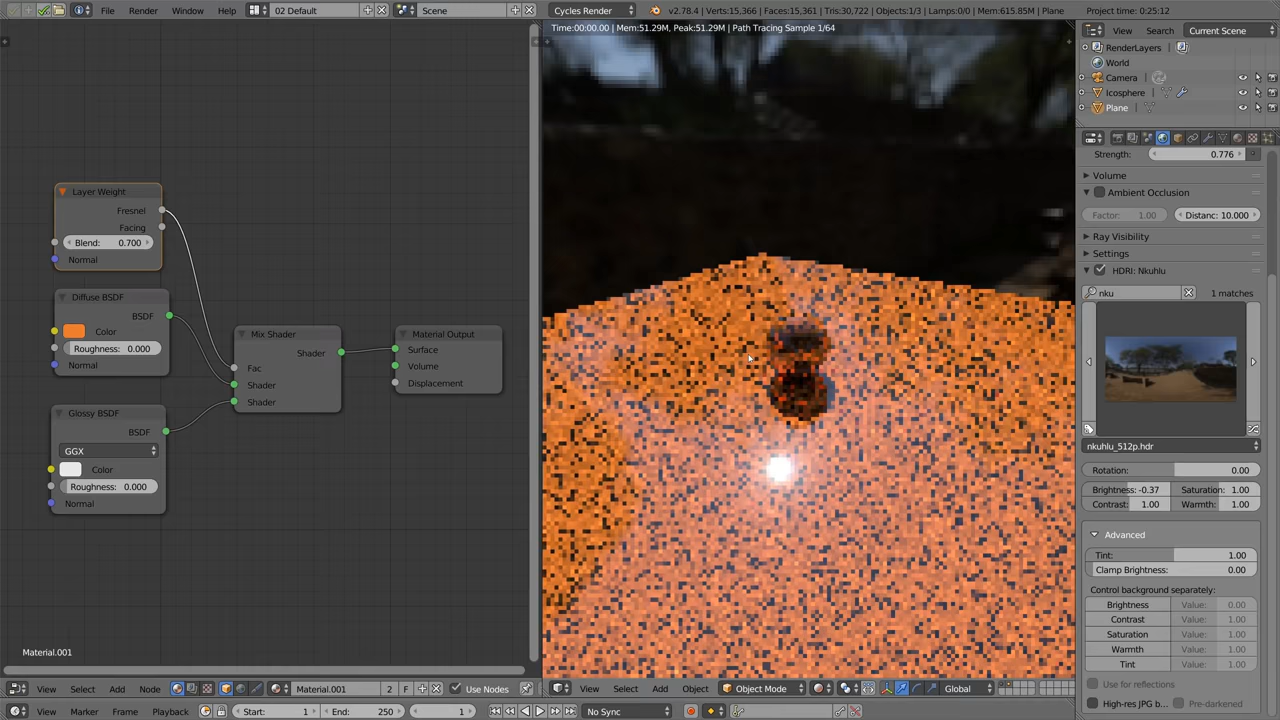 File Render Window Help 02 Default Scene Cycles Render v2.78.4 | Verts:15,366 | Faces:15,361 | Tris:30,722 | Objects:1/3 | Lamps:0/0 | Mem:615.85M | Plane Project time: 0:25:12
Time:00:00.00 | Mem:51.29M, Peak:51.29M | Path Tracing Sample 1/64
View Search Current Scene
RenderLayers
World
Camera
Icosphere
Plane
Strength: 0.776
Volume
Ambient Occlusion
Factor: 1.00 Distanc: 10.000
Ray Visibility
Settings
HDRI: Nkuhlu
nku 1 matches
nkuhlu_512p.hdr
Rotation: 0.00
Brightness: -0.37 Saturation: 1.00
Contrast: 1.00 Warmth: 1.00
Advanced
Tint: 1.00
Clamp Brightness: 0.00
Control background separately:
Brightness Value: 0.00
Contrast Value: 1.00
Saturation Value: 1.00
Warmth Value: 1.00
Tint Value: 1.00
Use for reflections
High-res JPG b... Pre-darkened
Layer Weight
Fresnel
Facing
Blend: 0.700
Normal
Diffuse BSDF
BSDF
Color
Roughness: 0.000
Normal
Glossy BSDF
BSDF
GGX
Color
Roughness: 0.000
Normal
Mix Shader
Shader
Fac
Shader
Shader
Material Output
Surface
Volume
Displacement
Material.001
View Select Add Node Material.001 2 F Use Nodes
View Select Add Object Object Mode Global
View Marker Frame Playback Start: 1 End: 250 1 No Sync